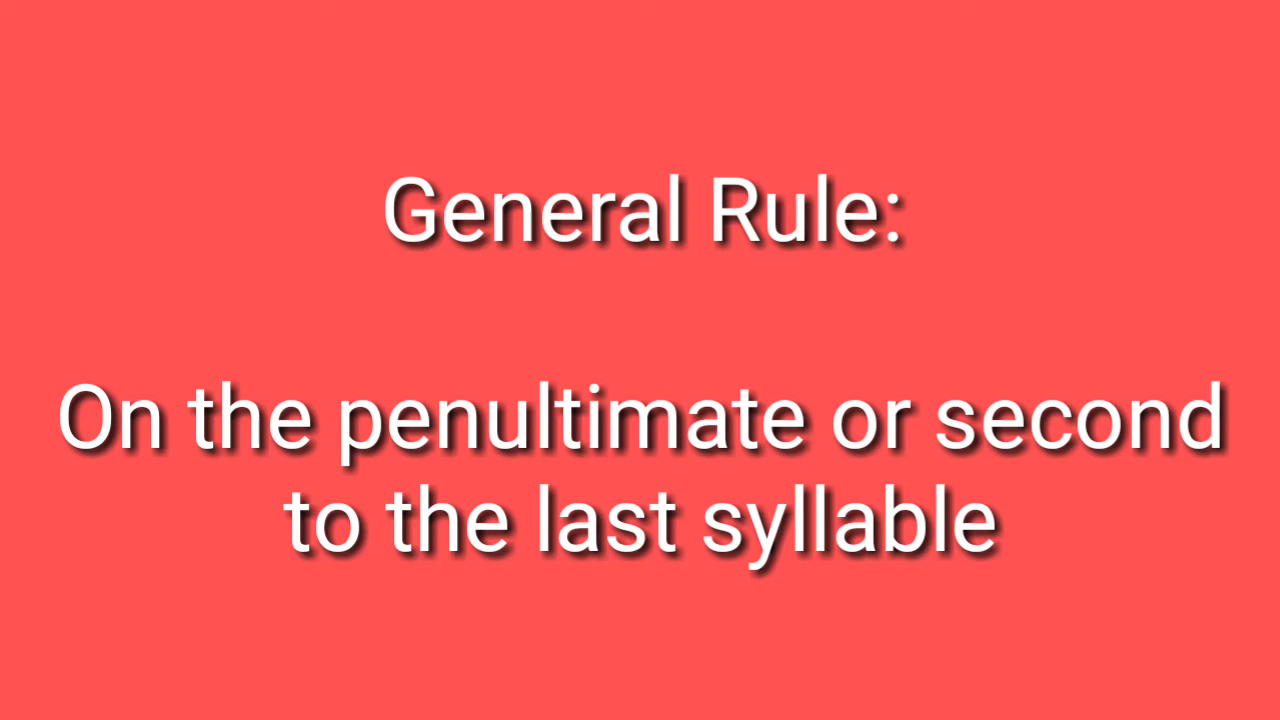 General Rule:
On the penultimate or second
to the last syllable